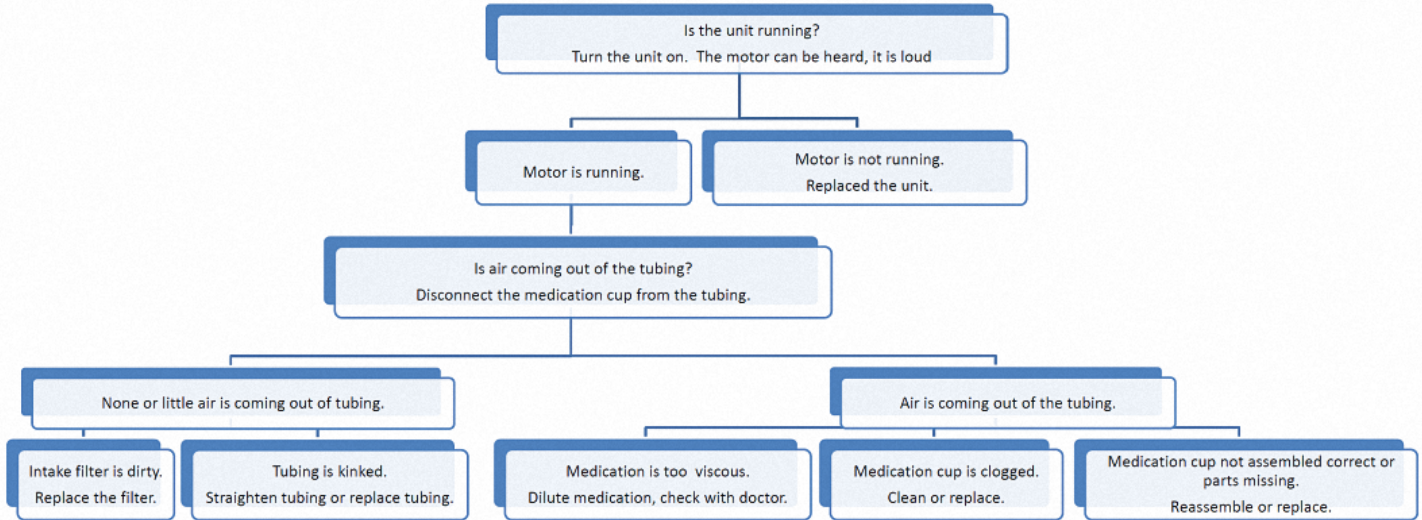 Is the unit running?
Turn the unit on.  The motor can be heard, it is loud
Motor is running.
Motor is not running.
Replaced the unit.
Is air coming out of the tubing?
Disconnect the medication cup from the tubing.
None or little air is coming out of tubing.
Air is coming out of the tubing.
Intake filter is dirty.
Replace the filter.
Tubing is kinked.
Straighten tubing or replace tubing.
Medication is too  viscous.
Dilute medication, check with doctor.
Medication cup is clogged.
Clean or replace.
Medication cup not assembled correct or
parts missing.
Reassemble or replace.